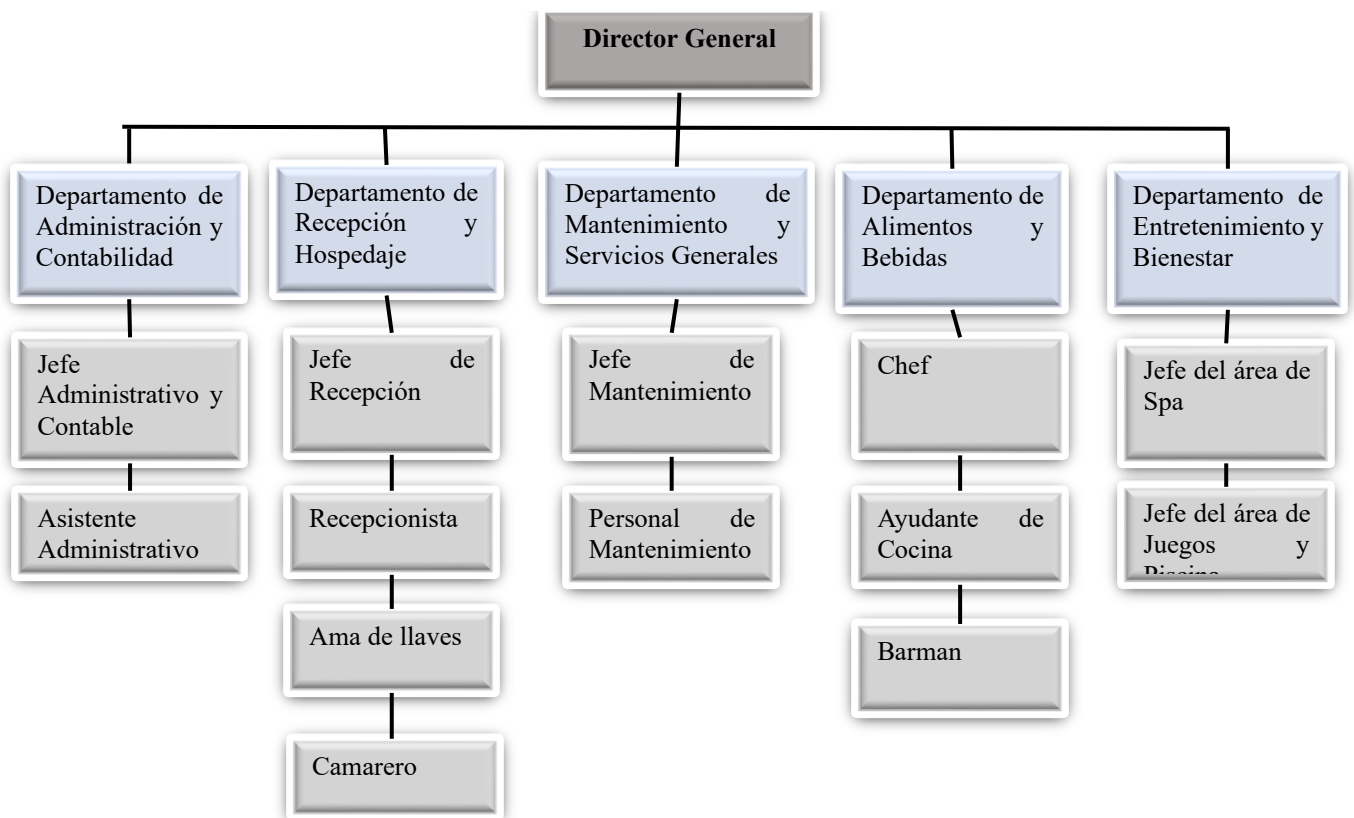 Director General
Departamento de
Administración y
Contabilidad
Departamento de
Recepción y
Hospedaje
Departamento de
Mantenimiento y
Servicios Generales
Departamento de
Alimentos y
Bebidas
Departamento de
Entretenimiento y
Bienestar
Jefe
Administrativo y
Contable
Jefe de
Recepción
Jefe de
Mantenimiento
Chef
Jefe del área de
Spa
Asistente
Administrativo
Recepcionista
Personal de
Mantenimiento
Ayudante de
Cocina
Jefe del área de
Juegos y
Piscina
Ama de llaves
Barman
Camarero